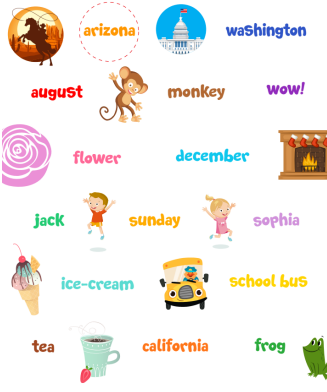 arizona washington
august monkey wow!
flower december
jack sunday sophia
ice-cream school bus
tea california frog